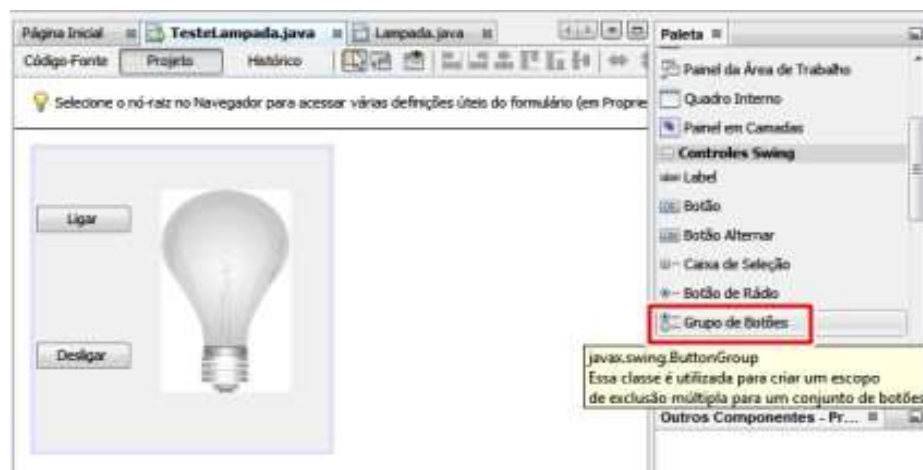 Página Inicial
TesteLampada.java
Lampada.java
Paleta
Código-Fonte
Projeto
Histórico
Painel da Área de Trabalho
Selecione o nó-raiz no Navegador para acessar várias definições úteis do formulário (em Proprie
Quadro Interno
Painel em Camadas
Controles Swing
Label
Label
Ligar
Botão
Botão Alternar
Caixa de Seleção
Botão de Rádio
Grupo de Botões
Desligar
javax.swing.ButtonGroup
Essa classe é utilizada para criar um escopo
de exclusão múltipla para um conjunto de botões
Outros Componentes - Pr...